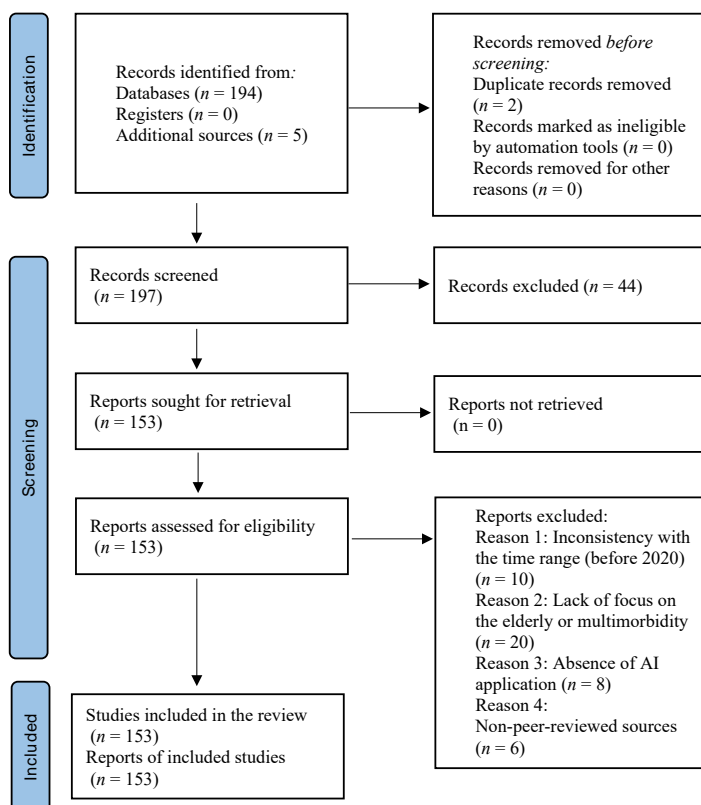 Identification
Records identified from:
Databases (n = 194)
Registers (n = 0)
Additional sources (n = 5)
Records removed before
screening:
Duplicate records removed
(n = 2)
Records marked as ineligible
by automation tools (n = 0)
Records removed for other
reasons (n = 0)
Screening
Records screened
(n = 197)
Records excluded (n = 44)
Reports sought for retrieval
(n = 153)
Reports not retrieved
(n = 0)
Reports assessed for eligibility
(n = 153)
Reports excluded:
Reason 1: Inconsistency with
the time range (before 2020)
(n = 10)
Reason 2: Lack of focus on
the elderly or multimorbidity
(n = 20)
Reason 3: Absence of AI
application (n = 8)
Reason 4:
Non-peer-reviewed sources
(n = 6)
Included
Studies included in the review
(n = 153)
Reports of included studies
(n = 153)